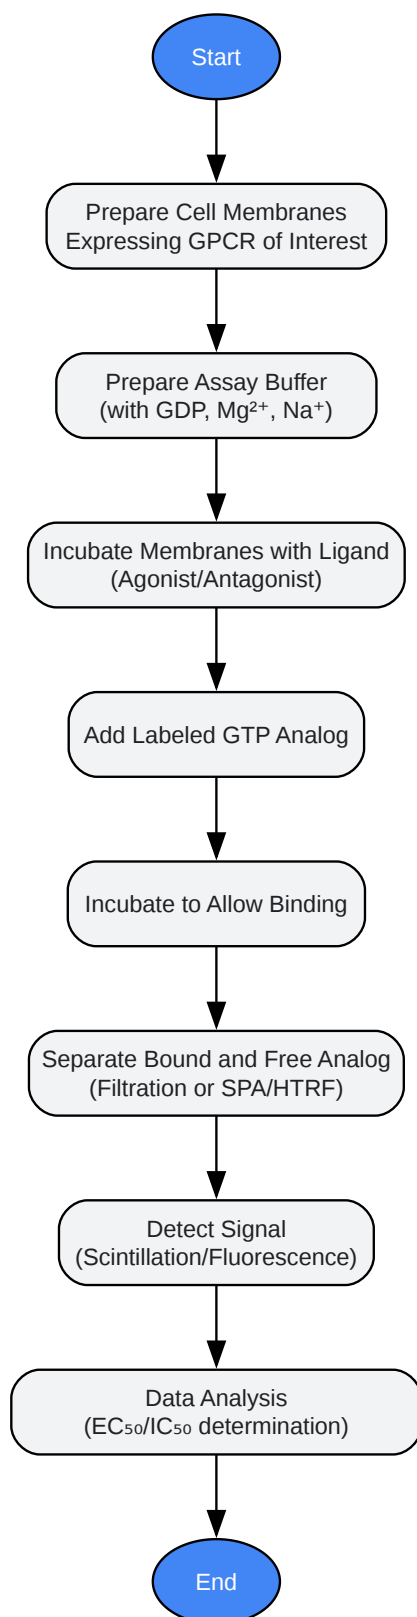 Start
Prepare Cell Membranes
Expressing GPCR of Interest
Prepare Assay Buffer
(with GDP, Mg²⁺, Na⁺)
Incubate Membranes with Ligand
(Agonist/Antagonist)
Add Labeled GTP Analog
Incubate to Allow Binding
Separate Bound and Free Analog
(Filtration or SPA/HTRF)
Detect Signal
(Scintillation/Fluorescence)
Data Analysis
(EC₅₀/IC₅₀ determination)
End